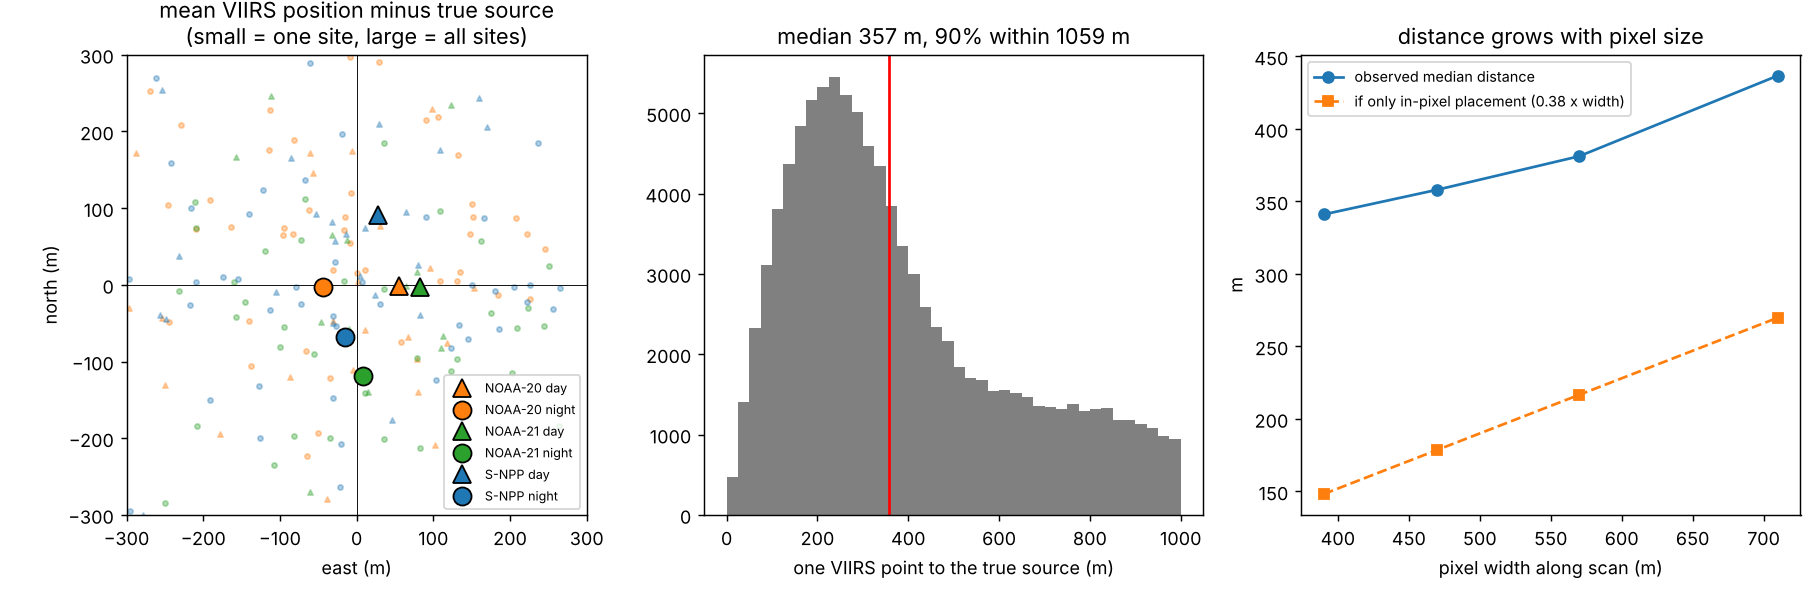 mean VIIRS position minus true source
(small = one site, large = all sites)
300
200
100
0
−100
−200
−300
−300
−200
−100
0
100
200
300
north (m)
east (m)
NOAA-20 day
NOAA-20 night
NOAA-21 day
NOAA-21 night
S-NPP day
S-NPP night
median 357 m, 90% within 1059 m
5000
4000
3000
2000
1000
0
0
200
400
600
800
1000
one VIIRS point to the true source (m)
distance grows with pixel size
observed median distance
if only in-pixel placement (0.38 x width)
450
400
350
300
250
200
150
m
400
450
500
550
600
650
700
pixel width along scan (m)